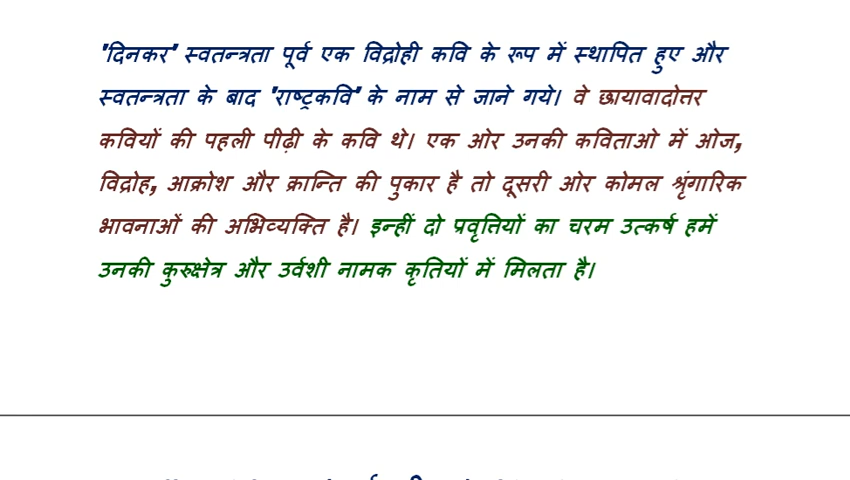 'दिनकर' स्वतन्त्रता पूर्व एक विद्रोही कवि के रूप में स्थापित हुए और
स्वतन्त्रता के बाद 'राष्ट्रकवि' के नाम से जाने गये। वे छायावादोत्तर
कवियों की पहली पीढ़ी के कवि थे। एक ओर उनकी कविताओ में ओज,
विद्रोह, आक्रोश और क्रान्ति की पुकार है तो दूसरी ओर कोमल श्रृंगारिक
भावनाओं की अभिव्यक्ति है। इन्हीं दो प्रवृत्तियों का चरम उत्कर्ष हमें
उनकी कुरुक्षेत्र और उर्वशी नामक कृतियों में मिलता है।